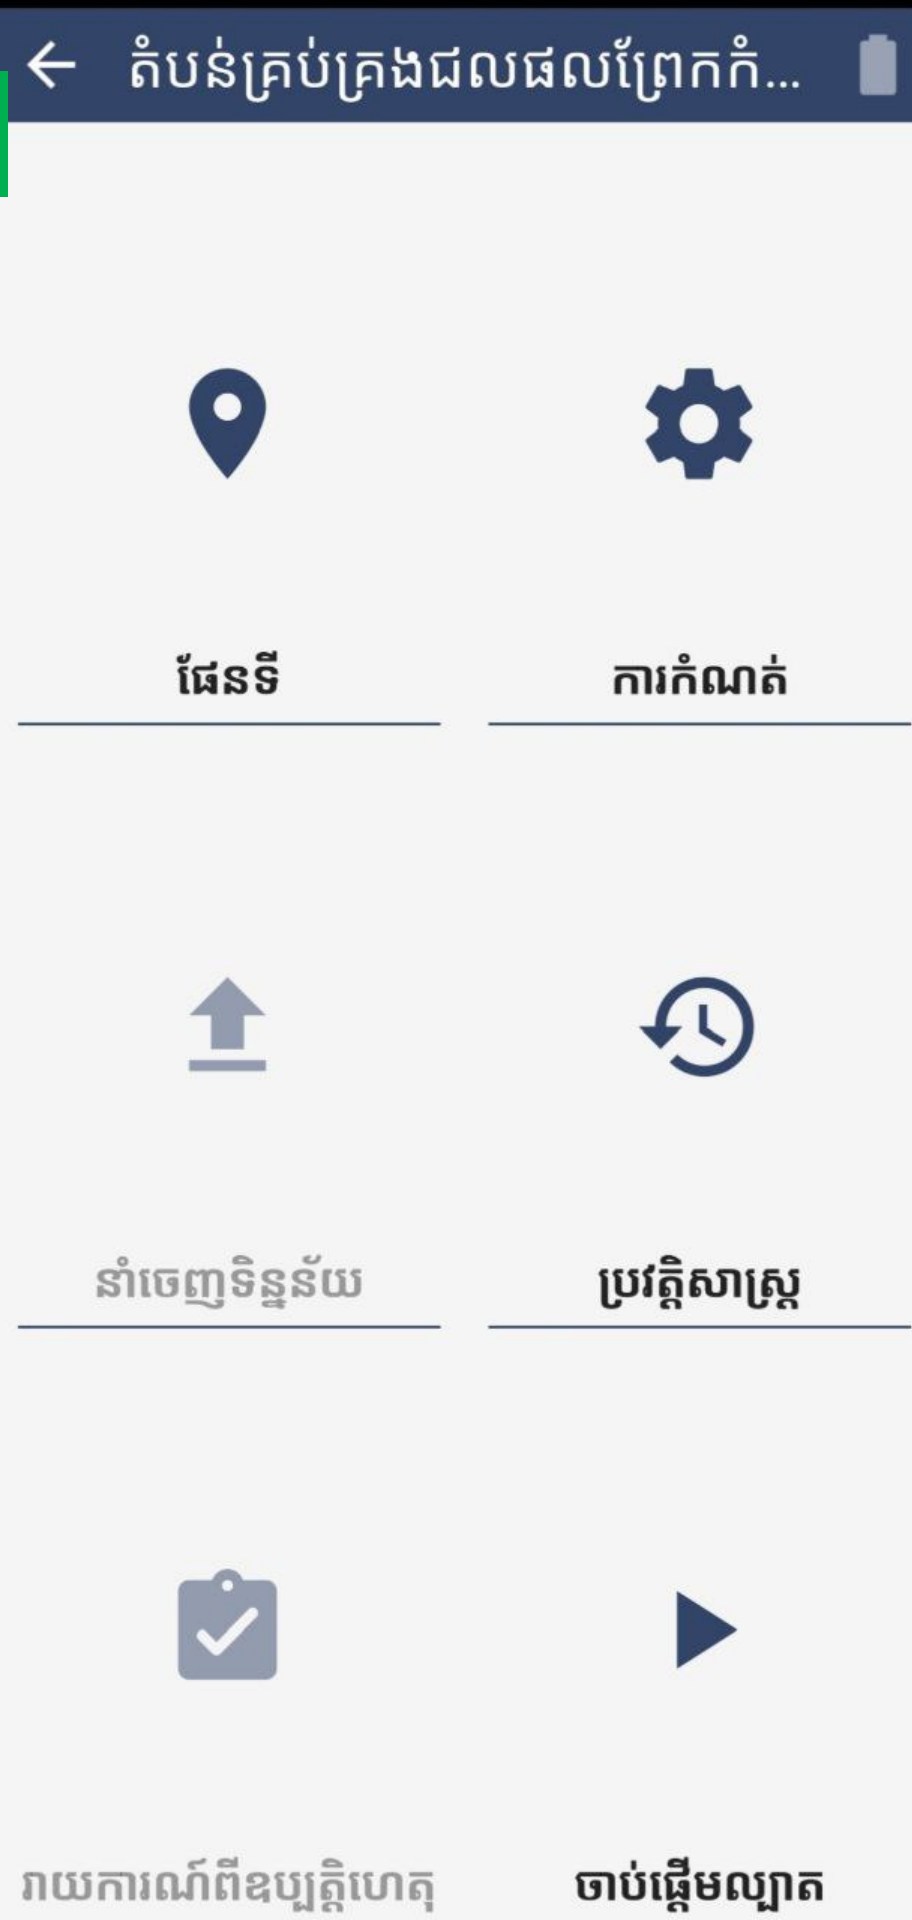 តំបន់គ្រប់គ្រងជលផលព្រែកកំ...
ផែនទី
ការកំណត់
នាំចេញទិន្នន័យ
ប្រវត្តិសាស្ត្រ
រាយការណ៍ពីឧប្បត្តិហេតុ
ចាប់ផ្តើមល្បាត